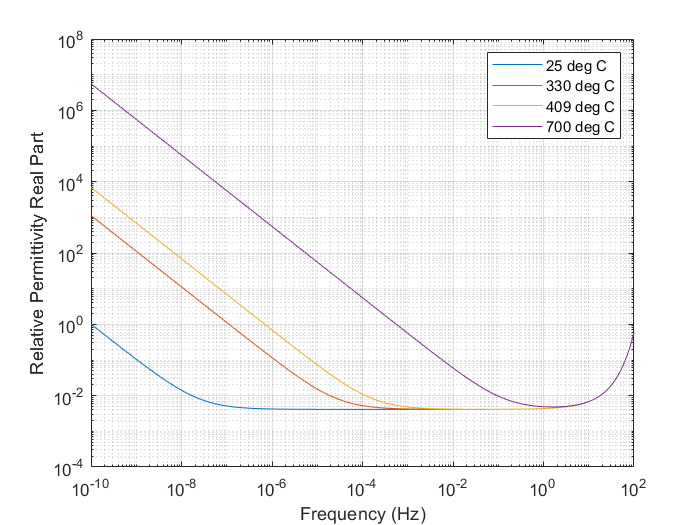 10^8
10^6
10^4
10^2
10^0
10^-2
10^-4
Relative Permittivity Real Part
25 deg C
330 deg C
409 deg C
700 deg C
10^-10 10^-8 10^-6 10^-4 10^-2 10^0 10^2
Frequency (Hz)